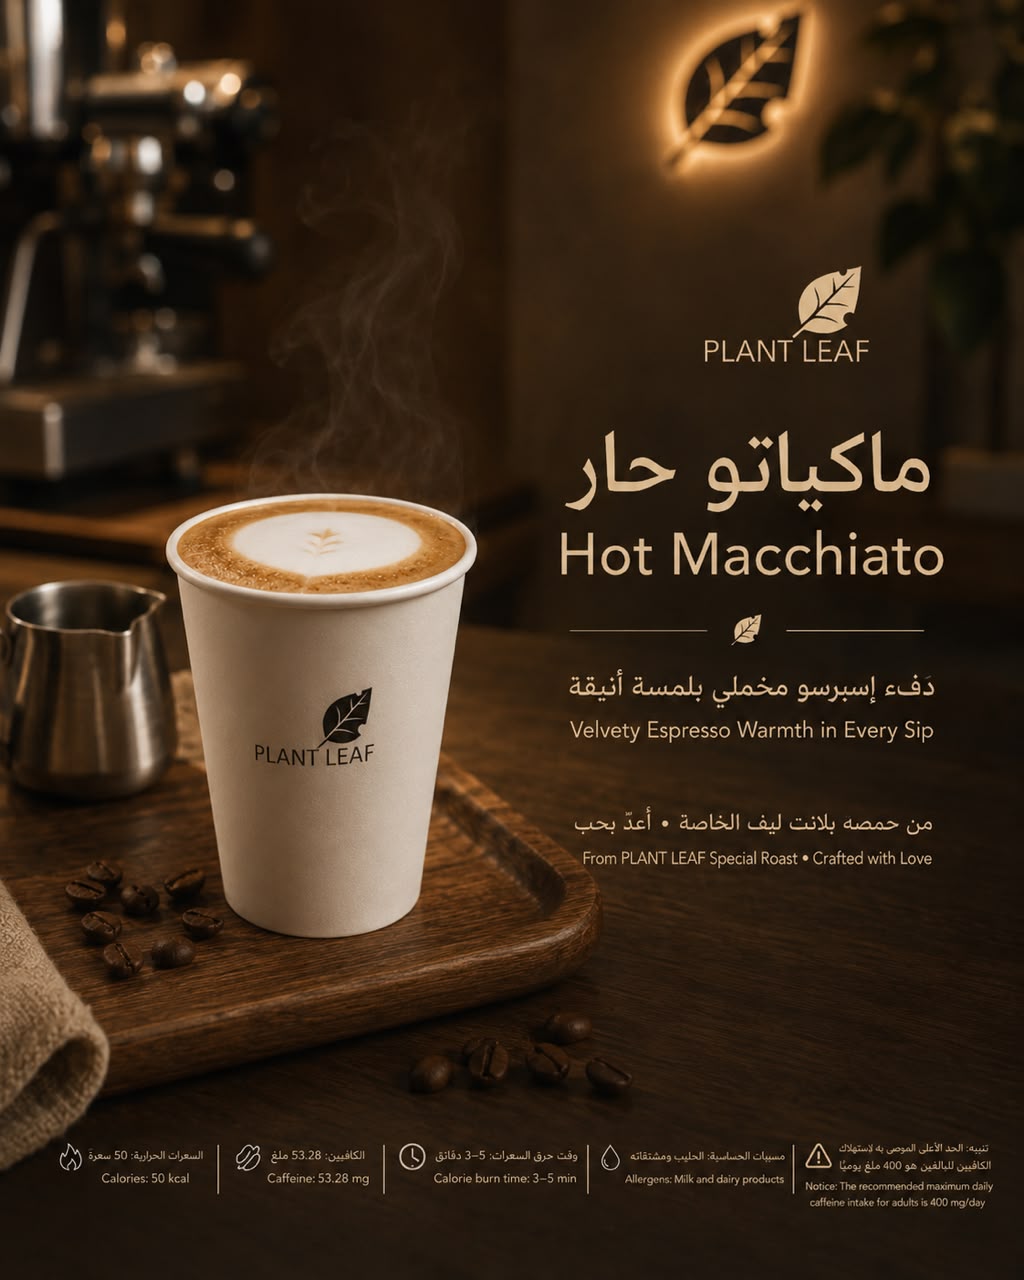 PLANT LEAF
ماكياتو حار
Hot Macchiato
دَفء إسبرسو مخملي بلمسة أنيقة
Velvety Espresso Warmth in Every Sip
من حمصه بلانت ليف الخاصة • أعدّ بحب
From PLANT LEAF Special Roast • Crafted with Love
PLANT LEAF
السعرات الحرارية: 50 سعرة
Calories: 50 kcal
الكافيين: 53.28 ملغ
Caffeine: 53.28 mg
وقت حرق السعرات: 5–3 دقائق
Calorie burn time: 3–5 min
مسببات الحساسية: الحليب ومشتقاته
Allergens: Milk and dairy products
تنبيه: الحد الأعلى الموصى به لإستهلاك
الكافيين للبالغين هو 400 ملغ يوميًا
Notice: The recommended maximum daily
caffeine intake for adults is 400 mg/day